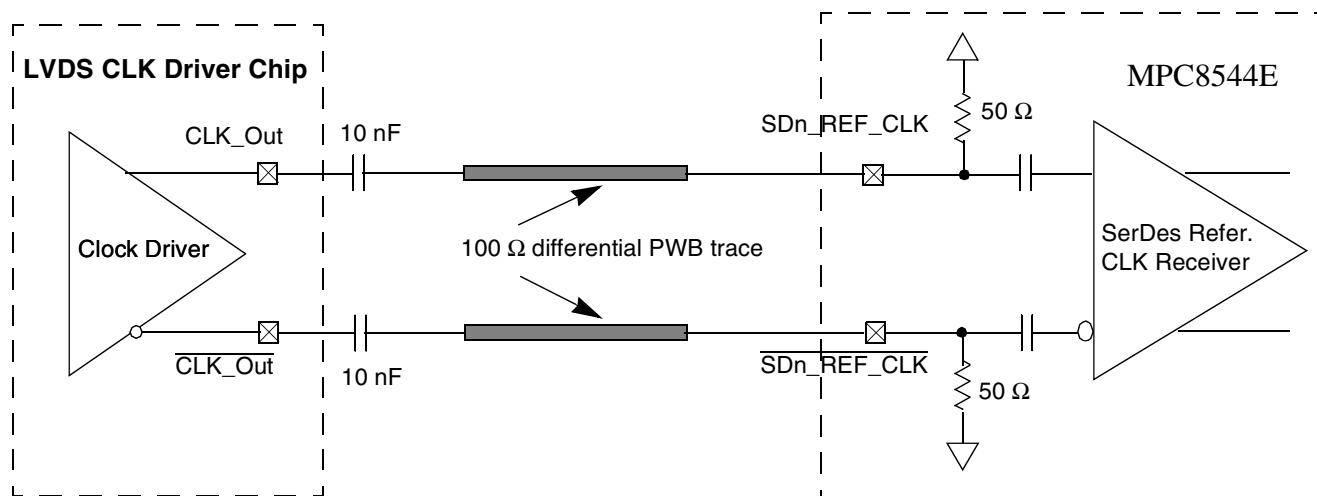 LVDS CLK Driver Chip
MPC8544E
CLK_Out
10 nF
SDn_REF_CLK
50 Ω
Clock Driver
100 Ω differential PWB trace
SerDes Refer.
CLK Receiver
CLK_Out
10 nF
SDn_REF_CLK
50 Ω